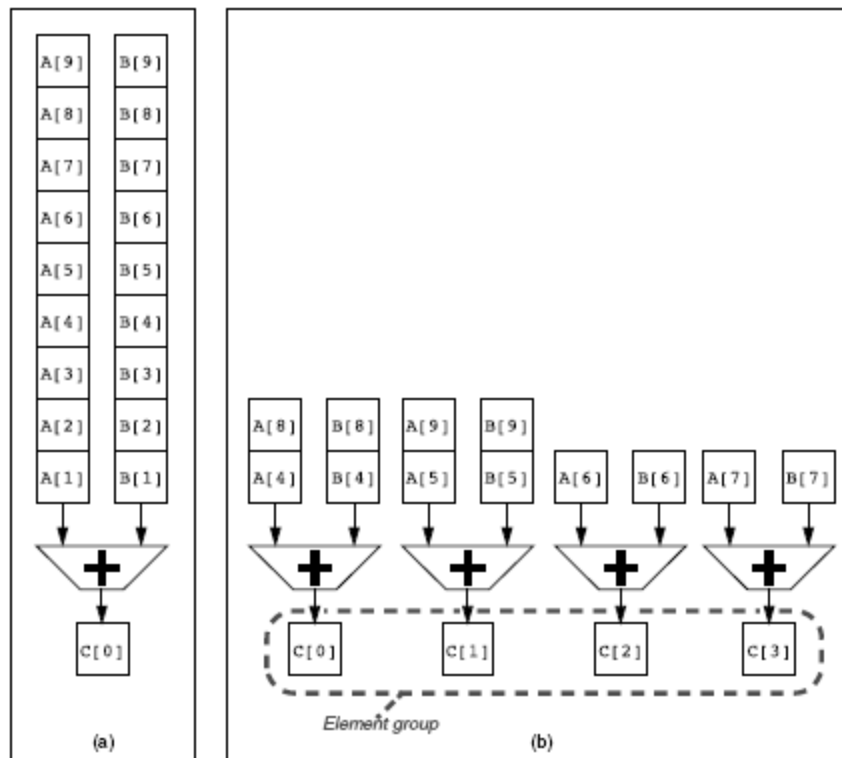 A[9] B[9]
A[8] B[8]
A[7] B[7]
A[6] B[6]
A[5] B[5]
A[4] B[4]
A[3] B[3]
A[2] B[2]
A[1] B[1]
+
C[0]
(a)
A[8] B[8] A[9] B[9]
A[4] B[4] A[5] B[5] A[6] B[6] A[7] B[7]
+ + + +
C[0] C[1] C[2] C[3]
Element group
(b)